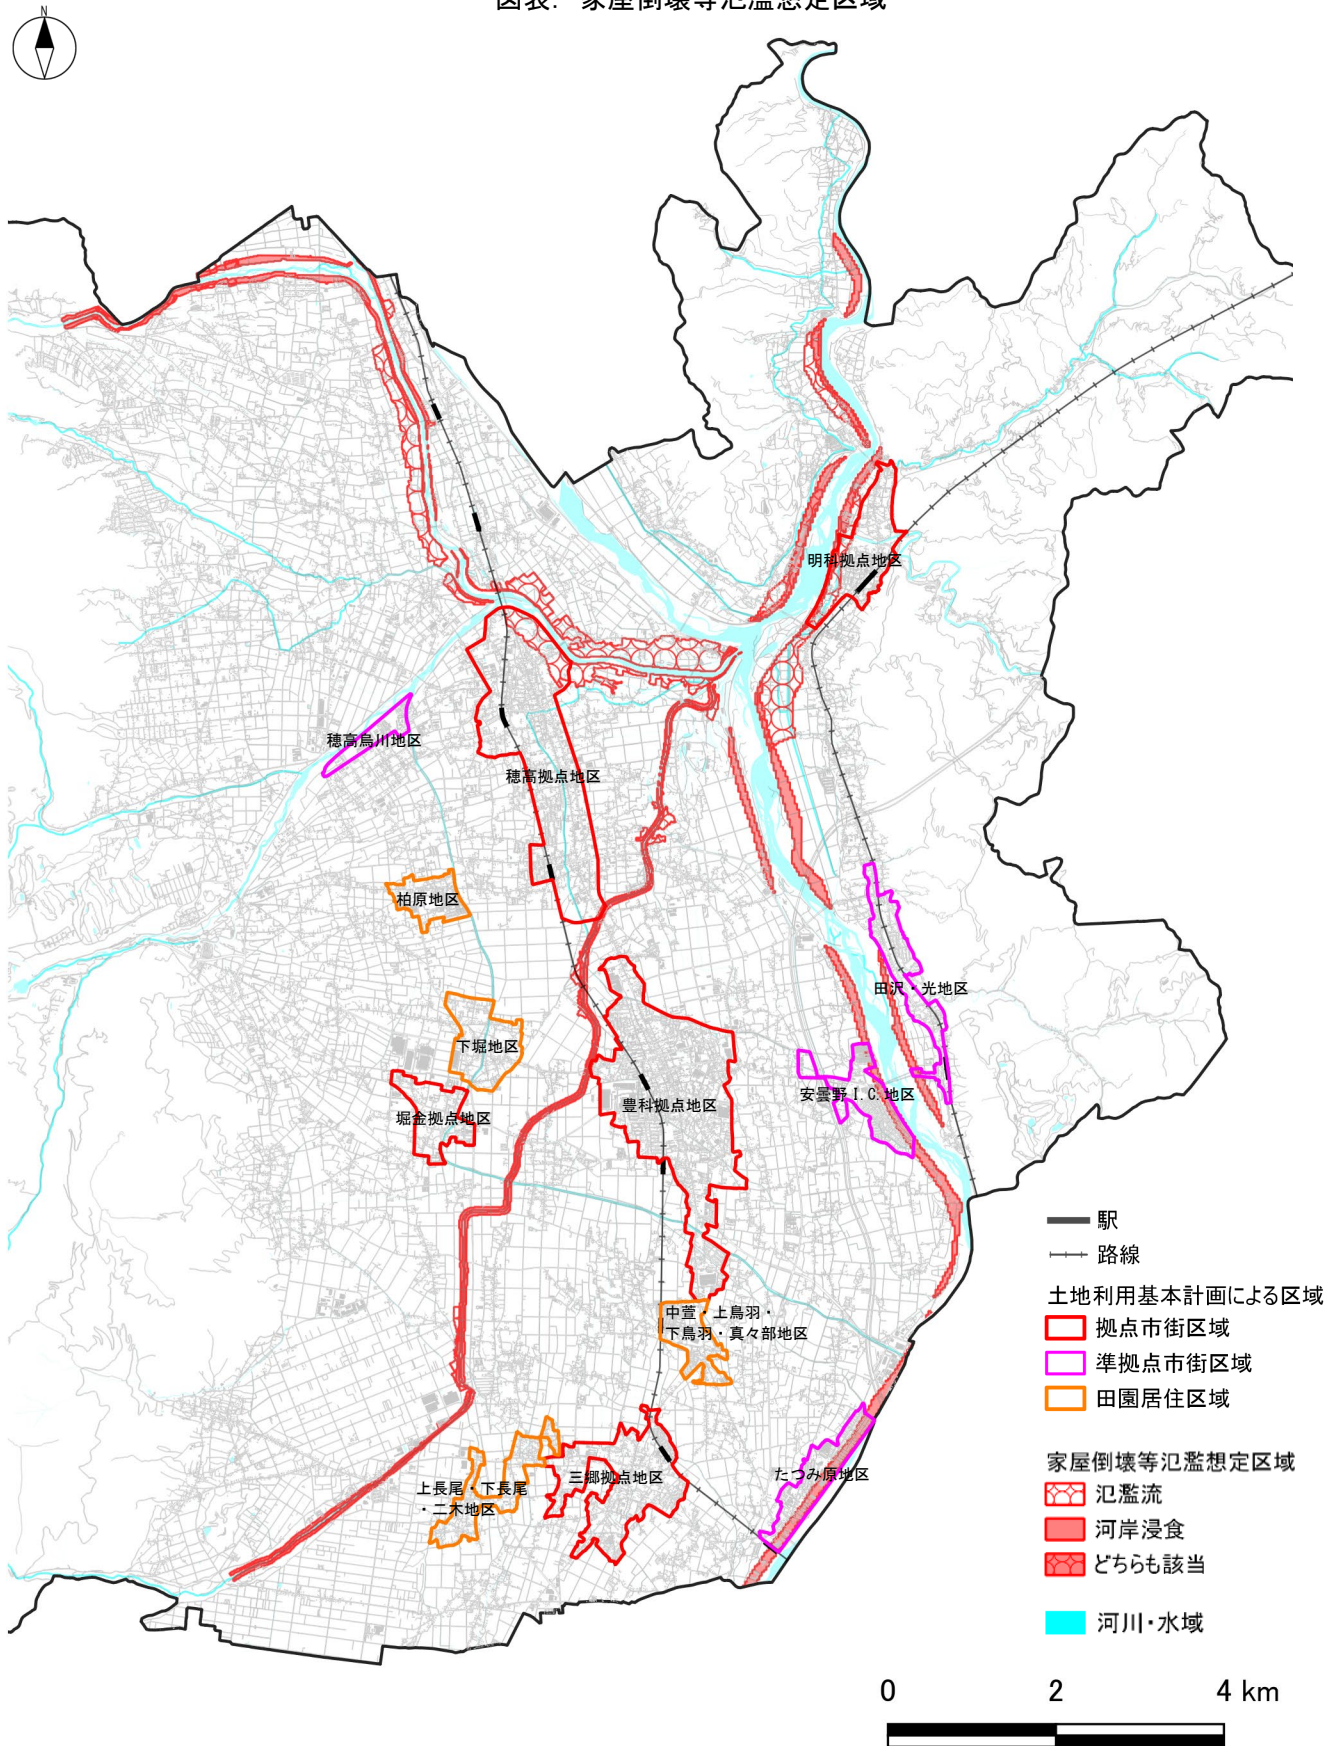 図表: 家屋倒壊等氾濫想定区域
N
明科拠点地区
穂高烏川地区
穂高拠点地区
柏原地区
田沢・光地区
下堀地区
安曇野 I.C.地区
豊科拠点地区
堀金拠点地区
中萱・上鳥羽・
下鳥羽・真々部地区
三郷拠点地区
たつみ原地区
上長尾・下長尾
・二木地区
駅
路線
土地利用基本計画による区域
拠点市街区域
準拠点市街区域
田園居住区域
家屋倒壊等氾濫想定区域
氾濫流
河岸浸食
どちらも該当
河川・水域
0 2 4 km